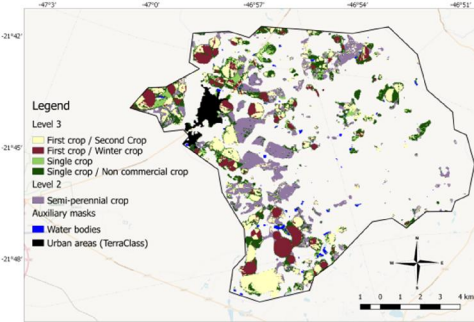 -47°3' -47°0' -46°57' -46°54' -46°51'
-21°42'
-21°45'
-21°48'
Legend
Level 3
First crop / Second Crop
First crop / Winter crop
Single crop
Single crop / Non commercial crop
Level 2
Semi-perennial crop
Auxiliary masks
Water bodies
Urban areas (TerraClass)
N
W E
S
1 0 1 2 3 4 km